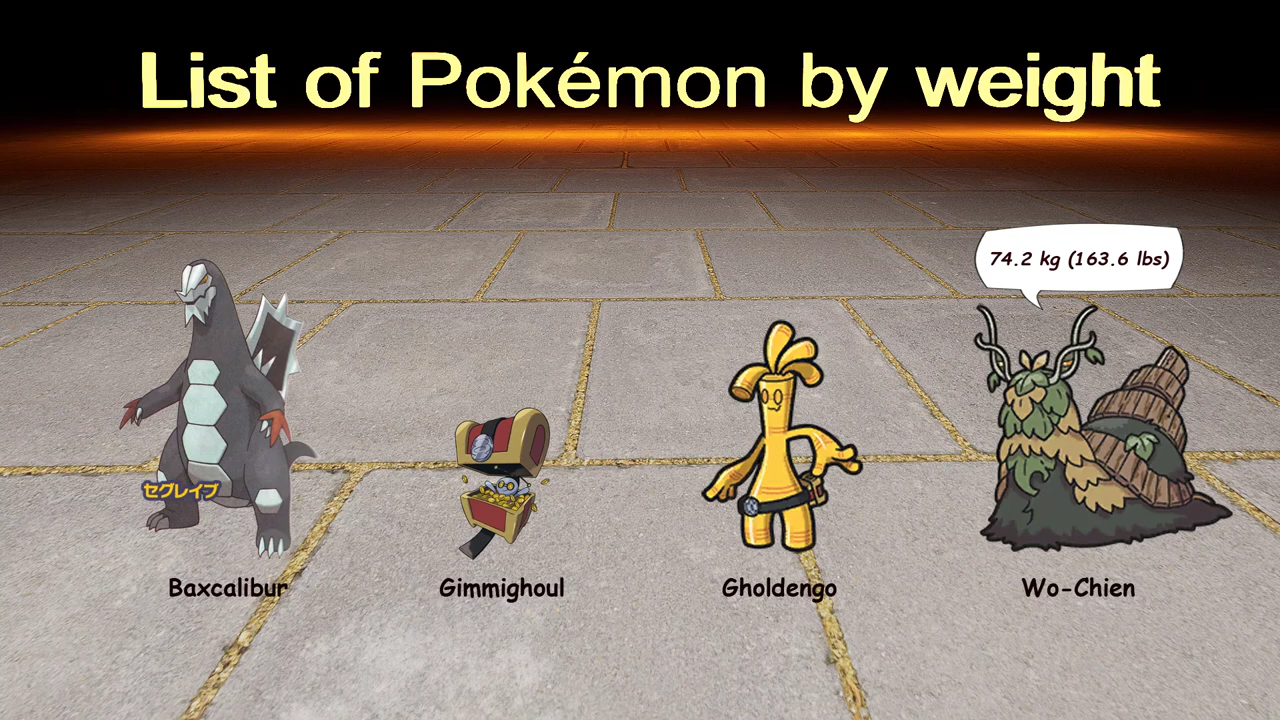 List of Pokémon by weight
74.2 kg (163.6 lbs)
セグレイブ
Baxcalibur
Gimmighoul
Gholdengo
Wo-Chien